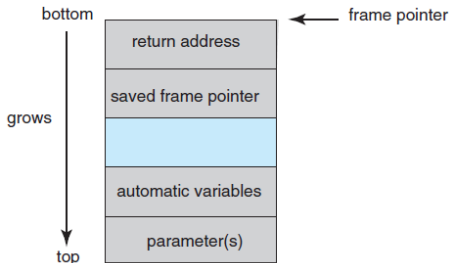 bottom
frame pointer
return address
saved frame pointer
grows
automatic variables
parameter(s)
top